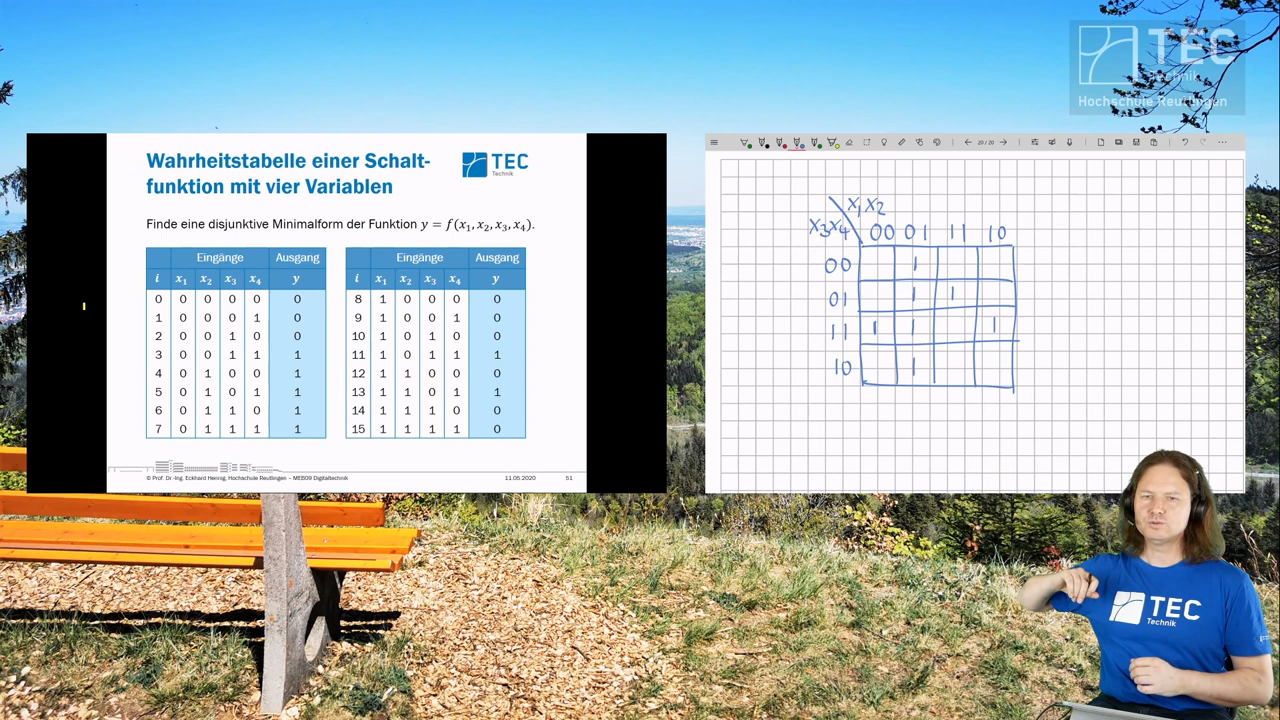 TEC
Technik
Hochschule Reutlingen
Wahrheitstabelle einer Schalt-
funktion mit vier Variablen
TEC
Technik
Finde eine disjunktive Minimalform der Funktion y = f(x₁, x₂, x₃, x₄).
Eingänge Ausgang
i x₁ x₂ x₃ x₄ y
0 0 0 0 0 0
1 0 0 0 1 0
2 0 0 1 0 0
3 0 0 1 1 1
4 0 1 0 0 1
5 0 1 0 1 1
6 0 1 1 0 1
7 0 1 1 1 1
Eingänge Ausgang
i x₁ x₂ x₃ x₄ y
8 1 0 0 0 0
9 1 0 0 1 0
10 1 0 1 0 0
11 1 0 1 1 1
12 1 1 0 0 0
13 1 1 0 1 1
14 1 1 1 0 0
15 1 1 1 1 0
© Prof. Dr.-Ing. Eckhard Hennig, Hochschule Reutlingen – MEB09 Digitaltechnik 11.05.2020 51
20/20
x₁x₂
x₃x₄ 00 01 11 10
00 1
01 1 1
11 1 1 1
10 1
TEC
Technik